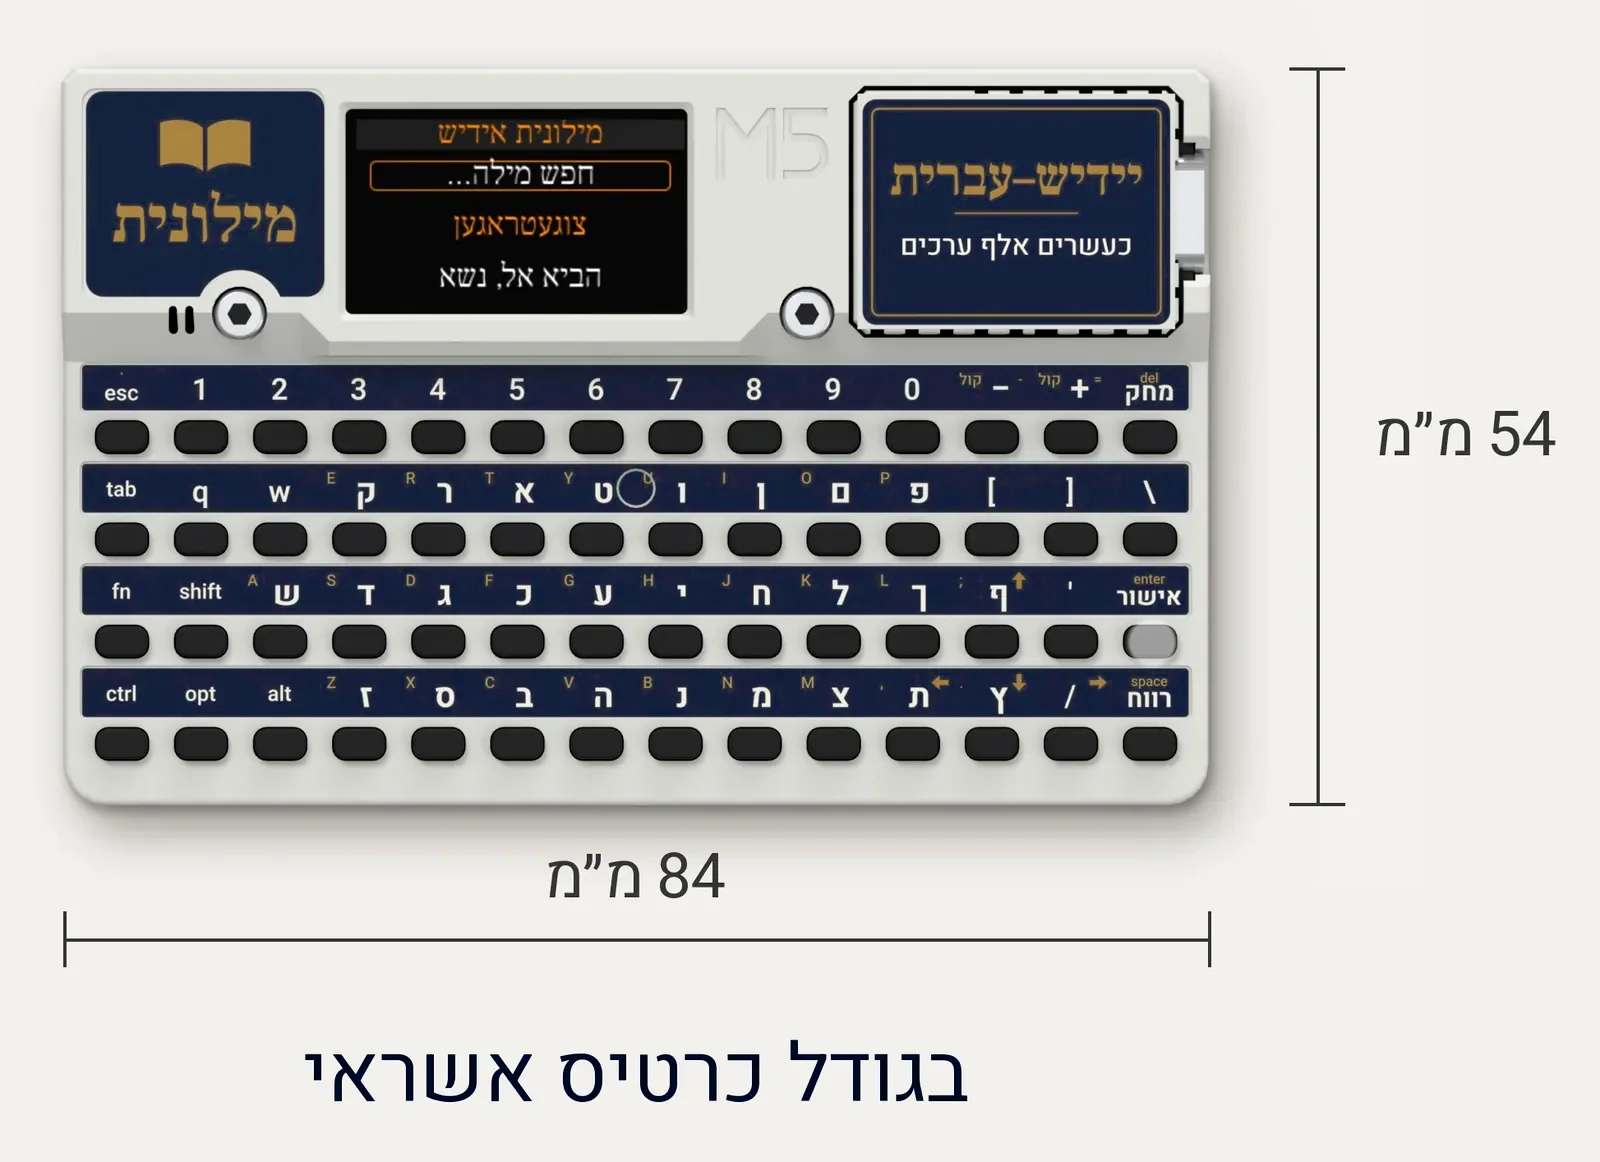 מילונית
מילונית אידיש
חפש מילה...
צוגעטראגען
הביא אל, נשא
M5
יידיש–עברית
כעשרים אלף ערכים
esc 1 2 3 4 5 6 7 8 9 0 קול – - קול + = del מחק
tab q w E ק R ר T א Y ט U ו I ן O ם P פ [ ] \
fn shift A ש S ד D ג F כ G ע H י J ח K ל L ך ; ף ' enter אישור
ctrl opt alt Z ז X ס C ב V ה B נ N מ M צ , ת . ץ / space רווח
54 מ״מ
84 מ״מ
בגודל כרטיס אשראי